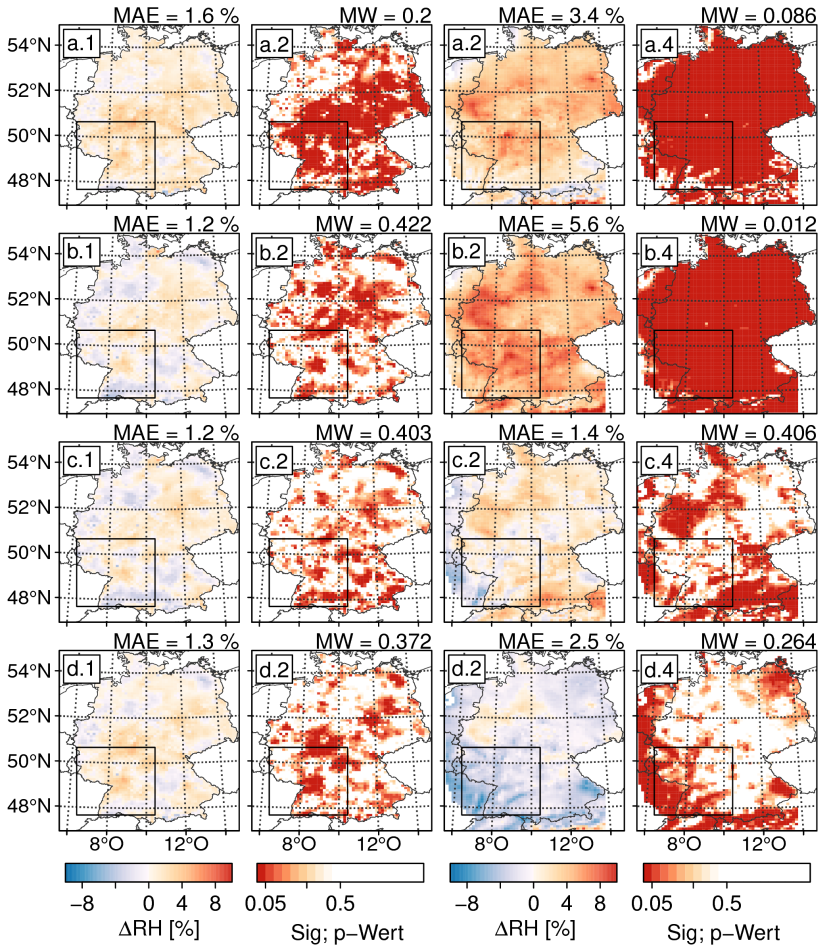 MAE = 1.6 % MW = 0.2 MAE = 3.4 % MW = 0.086
54°N a.1 a.2 a.2 a.4
52°N
50°N
48°N
MAE = 1.2 % MW = 0.422 MAE = 5.6 % MW = 0.012
54°N b.1 b.2 b.2 b.4
52°N
50°N
48°N
MAE = 1.2 % MW = 0.403 MAE = 1.4 % MW = 0.406
54°N c.1 c.2 c.2 c.4
52°N
50°N
48°N
MAE = 1.3 % MW = 0.372 MAE = 2.5 % MW = 0.264
54°N d.1 d.2 d.2 d.4
52°N
50°N
48°N
8°O 12°O 8°O 12°O 8°O 12°O 8°O 12°O
−8 0 4 8 0.05 0.5 −8 0 4 8 0.05 0.5
ΔRH [%] Sig; p−Wert ΔRH [%] Sig; p−Wert